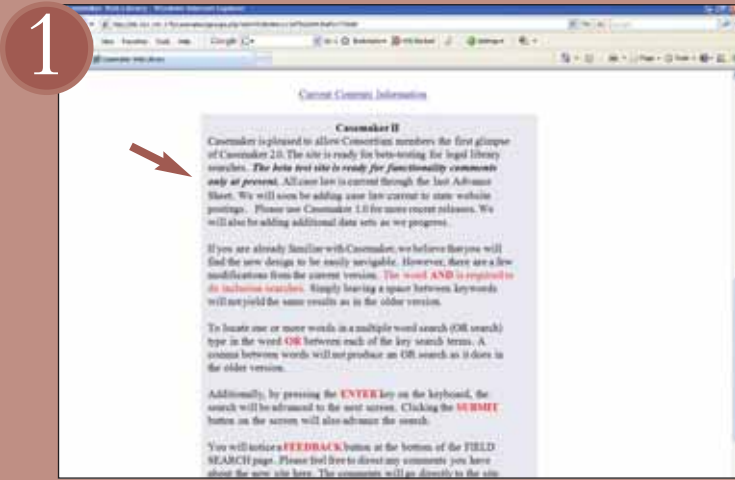 1
Casemaker Web Library - Windows Internet Explorer
Google
Current Contents Information
Casemaker II
Casemaker is pleased to allow Consortium members the first glimpse
of Casemaker 2.0. The site is ready for beta-testing for legal library
searches. The beta test site is ready for functionality comments
only at present. All case law is current through the last Advance
Sheet. We will soon be adding case law current to state website
postings. Please use Casemaker 1.0 for more recent releases. We
will also be adding additional data sets as we progress.
If you are already familiar with Casemaker, we believe that you will
find the new design to be easily navigable. However, there are a few
modifications from the current version. The word AND is required to
do inclusion searches. Simply leaving a space between keywords
will not yield the same results as in the older version.
To locate one or more words in a multiple word search (OR search)
type in the word OR between each of the key search terms. A
comma between words will not produce an OR search as it does in
the older version.
Additionally, by pressing the ENTER key on the keyboard, the
search will be advanced to the next screen. Clicking the SUBMIT
button on the screen will also advance the search.
You will notice a FEEDBACK button at the bottom of the FIELD
SEARCH page. Please feel free to direct any comments you have
about the new site here. The comments will go directly to the site